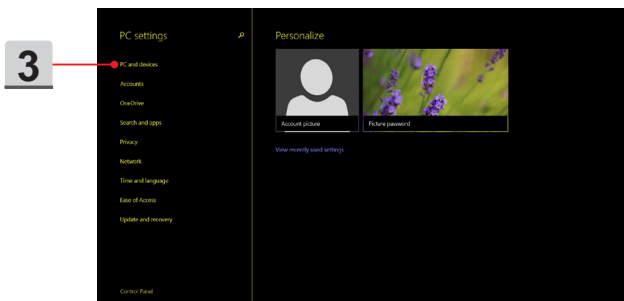 3
PC settings
PC and devices
Accounts
OneDrive
Search and apps
Privacy
Network
Time and language
Ease of Access
Update and recovery
Control Panel
Personalize
Account picture
Picture password
View recently used settings